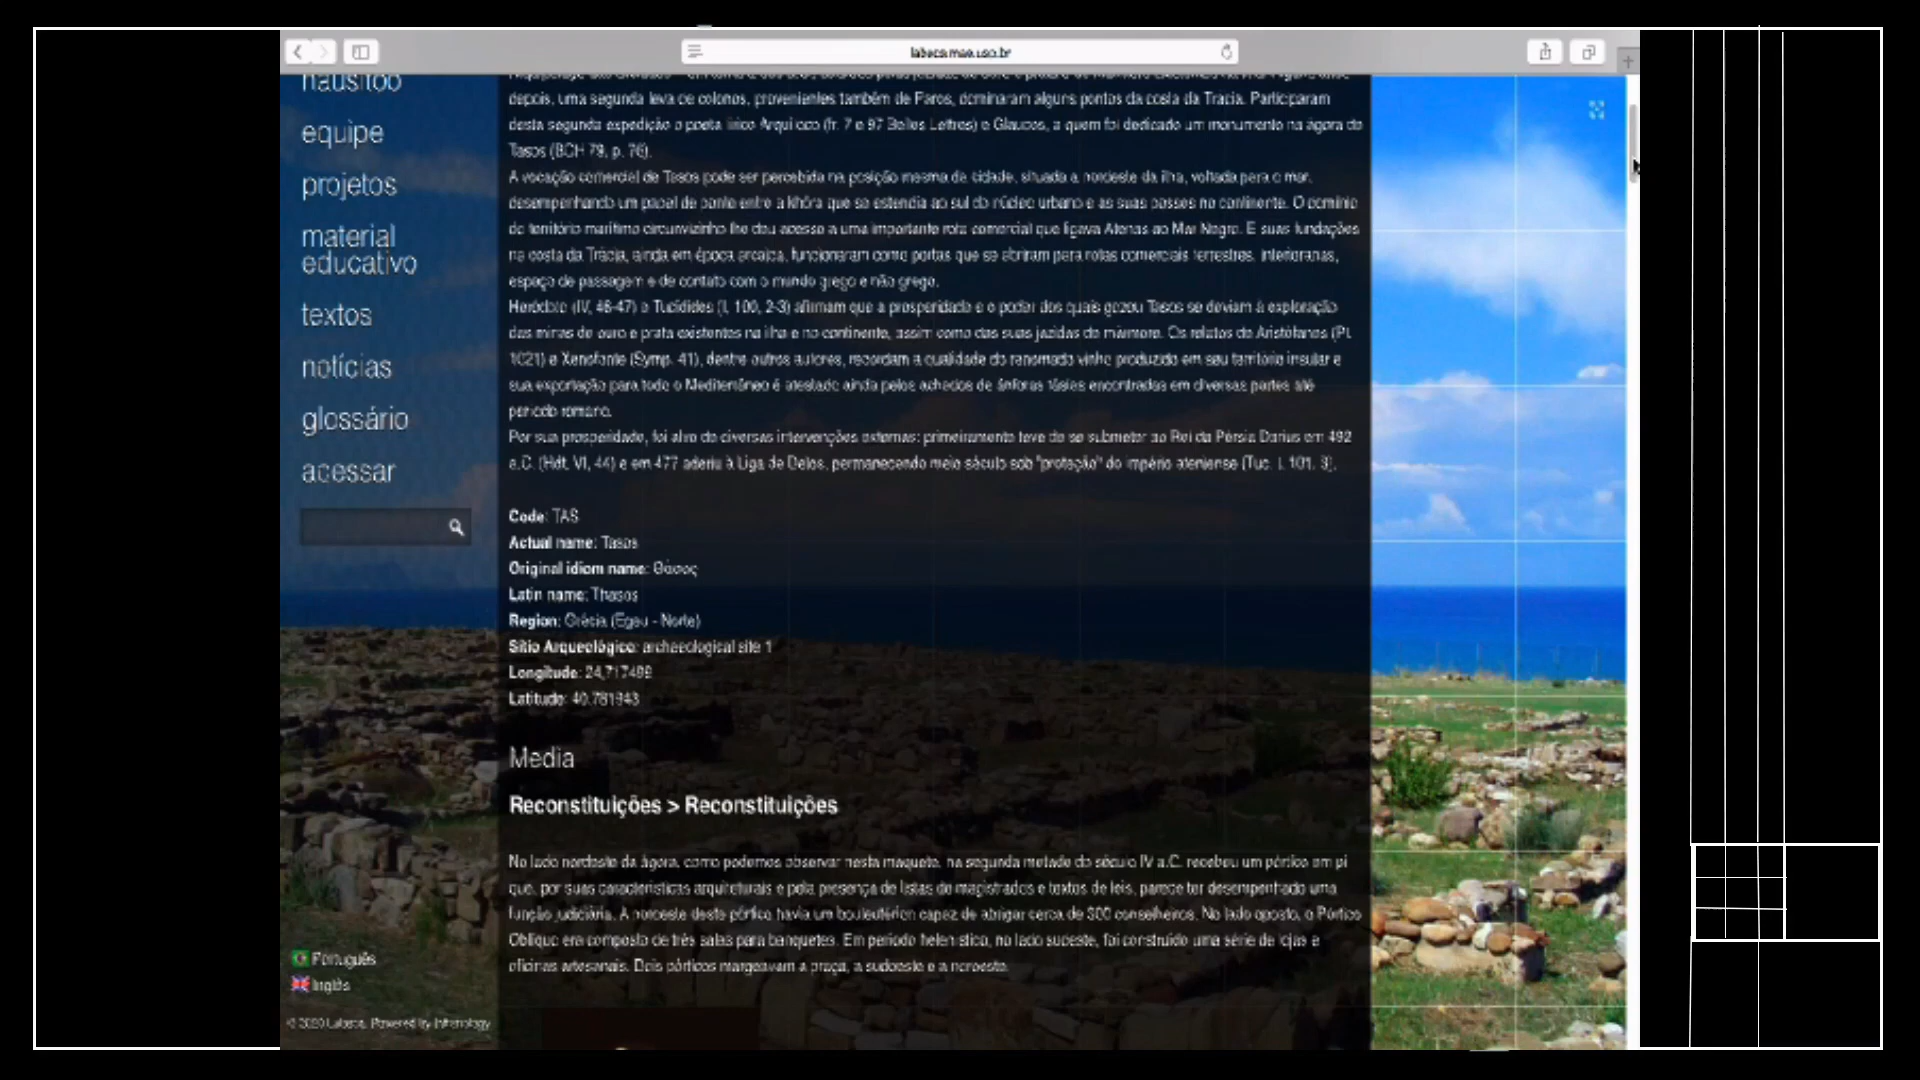 labeca.mae.usp.br
nausítoo
equipe
projetos
material
educativo
textos
notícias
glossário
acessar
Português
Inglês
© 2020 Labeca. Powered by Infranology
depois, uma segunda leva de colonos, provenientes também de Paros, dominaram alguns pontos da costa da Trácia. Participaram
desta segunda expedição o poeta lírico Arquíloco (fr. 7 e 97 Belles Lettres) e Glaucos, a quem foi dedicado um monumento na ágora de
Tasos (BCH 79, p. 76).
A vocação comercial de Tasos pode ser percebida na posição mesma da cidade, situada a nordeste da ilha, voltada para o mar,
desempenhando um papel de ponte entre a khóra que se estendia ao sul do núcleo urbano e as suas posses no continente. O domínio
do território marítimo circunvizinho lhe deu acesso a uma importante rota comercial que ligava Atenas ao Mar Negro. E suas fundações
na costa da Trácia, ainda em época arcaica, funcionaram como portas que se abriram para rotas comerciais terrestres, interioranas,
espaço de passagem e de contato com o mundo grego e não grego.
Heródoto (IV, 46-47) e Tucídides (I, 100, 2-3) afirmam que a prosperidade e o poder dos quais gozou Tasos se deviam à exploração
das minas de ouro e prata existentes na ilha e no continente, assim como das suas jazidas de mármore. Os relatos de Aristófanes (Pl.
1021) e Xenofonte (Symp. 41), dentre outros autores, recordam a qualidade do renomado vinho produzido em seu território insular e
sua exportação para todo o Mediterrâneo é atestado ainda pelos achados de ânforas tásias encontradas em diversas partes até
período romano.
Por sua prosperidade, foi alvo de diversas intervenções externas: primeiramente teve de se submeter ao Rei da Pérsia Darius em 492
a.C. (Hdt. VI, 44) e em 477 aderiu à Liga de Delos, permanecendo meio século sob "proteção" do império ateniense (Tuc. I, 101, 3).
Code: TAS
Actual name: Tasos
Original idiom name: Θάσος
Latin name: Thasos
Region: Grécia (Egeu - Norte)
Sítio Arqueológico: archaeological site 1
Longitude: 24,717499
Latitude: 40.781943
Media
Reconstituições > Reconstituições
No lado nordeste da ágora, como podemos observar nesta maquete, na segunda metade do século IV a.C. recebeu um pórtico em pi
que, por suas características arquiteturais e pela presença de listas de magistrados e textos de leis, parece ter desempenhado uma
função judiciária. A noroeste deste pórtico havia um bouleutérion capaz de abrigar cerca de 300 conselheiros. No lado oposto, o Pórtico
Oblíquo era composto de três salas para banquetes. Em período helenístico, no lado sudeste, foi construído uma série de lojas e
oficinas artesanais. Dois pórticos margeavam a praça, a sudoeste e a noroeste.